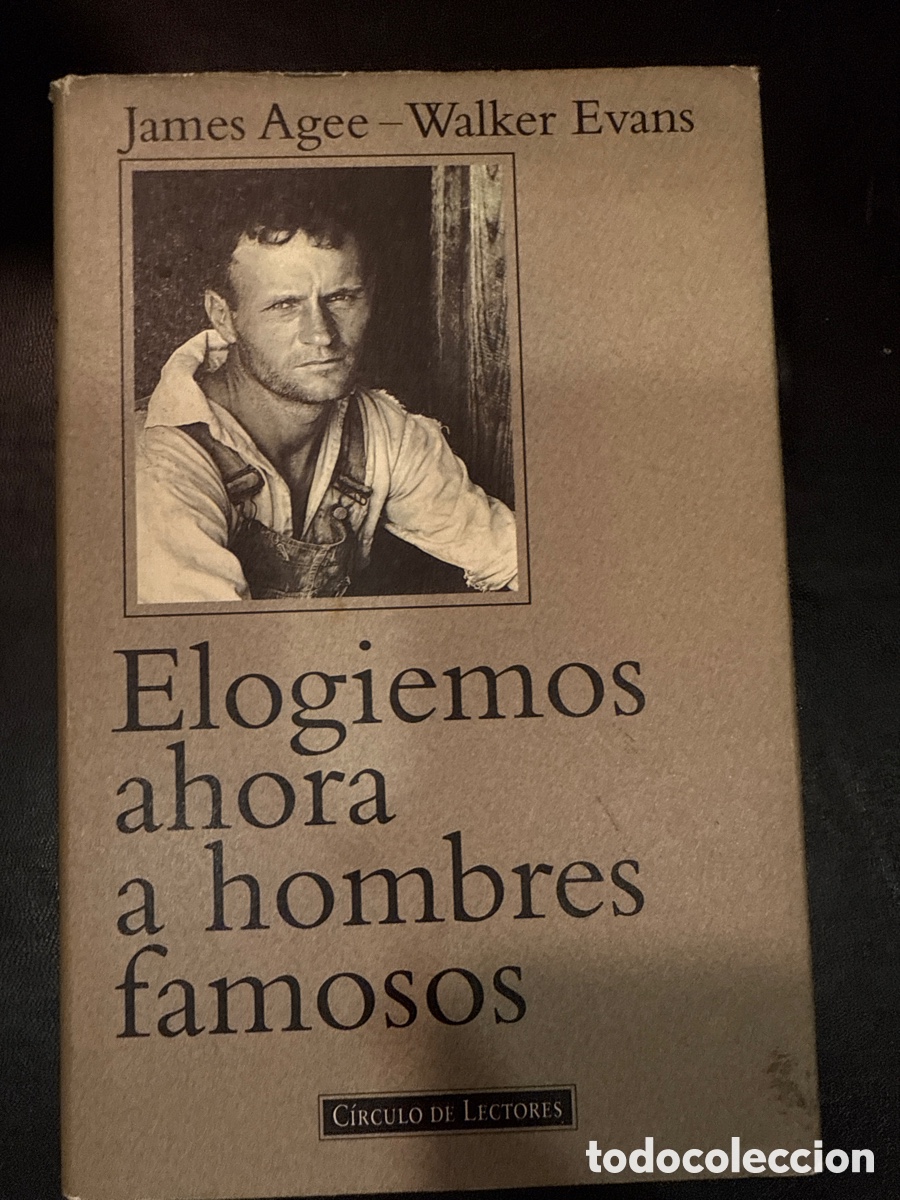 James Agee – Walker Evans
Elogiemos
ahora
a hombres
famosos
CÍRCULO DE LECTORES
todocoleccion